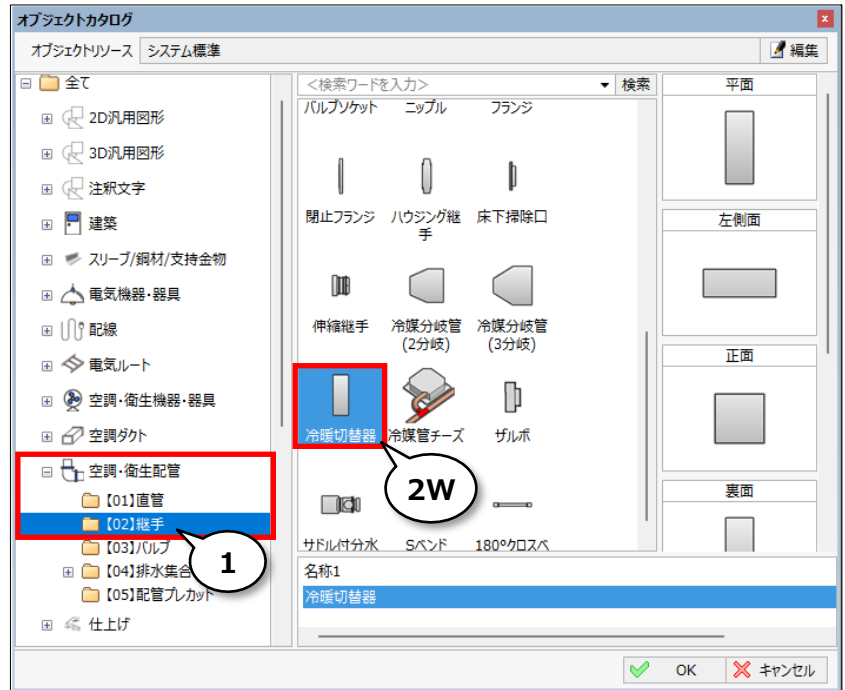 オブジェクトカタログ
オブジェクトリソース システム標準 編集
全て
2D汎用図形
3D汎用図形
注釈文字
建築
スリーブ/鋼材/支持金物
電気機器・器具
配線
電気ルート
空調・衛生機器・器具
空調ダクト
空調・衛生配管
【01】直管
【02】継手
【03】バルブ
【04】排水集合
【05】配管プレカット
仕上げ
1
<検索ワードを入力> 検索
バルブソケット ニップル フランジ
閉止フランジ ハウジング継手 床下掃除口
伸縮継手 冷媒分岐管(2分岐) 冷媒分岐管(3分岐)
冷暖切替器 冷媒管チーズ ザルボ
2W
サドル付分水 Sベンド 180°クロスベ
名称1
冷暖切替器
平面
左側面
正面
裏面
OK キャンセル